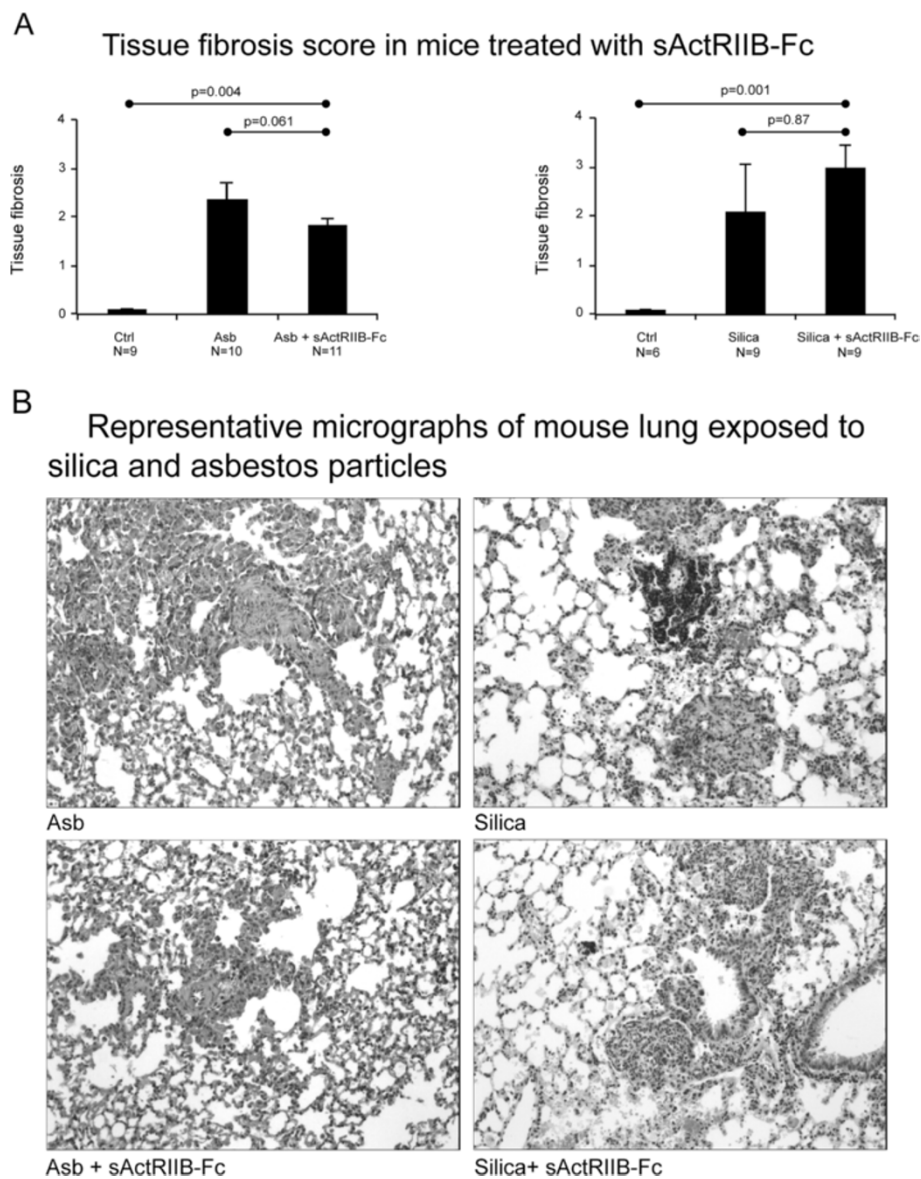 A
Tissue fibrosis score in mice treated with sActRIIB-Fc
p=0.004
p=0.061
Tissue fibrosis
4
3
2
1
0
Ctrl
N=9
Asb
N=10
Asb + sActRIIB-Fc
N=11
p=0.001
p=0.87
Tissue fibrosis
4
3
2
1
0
Ctrl
N=6
Silica
N=9
Silica + sActRIIB-Fc
N=9
B
Representative micrographs of mouse lung exposed to
silica and asbestos particles
Asb
Silica
Asb + sActRIIB-Fc
Silica+ sActRIIB-Fc